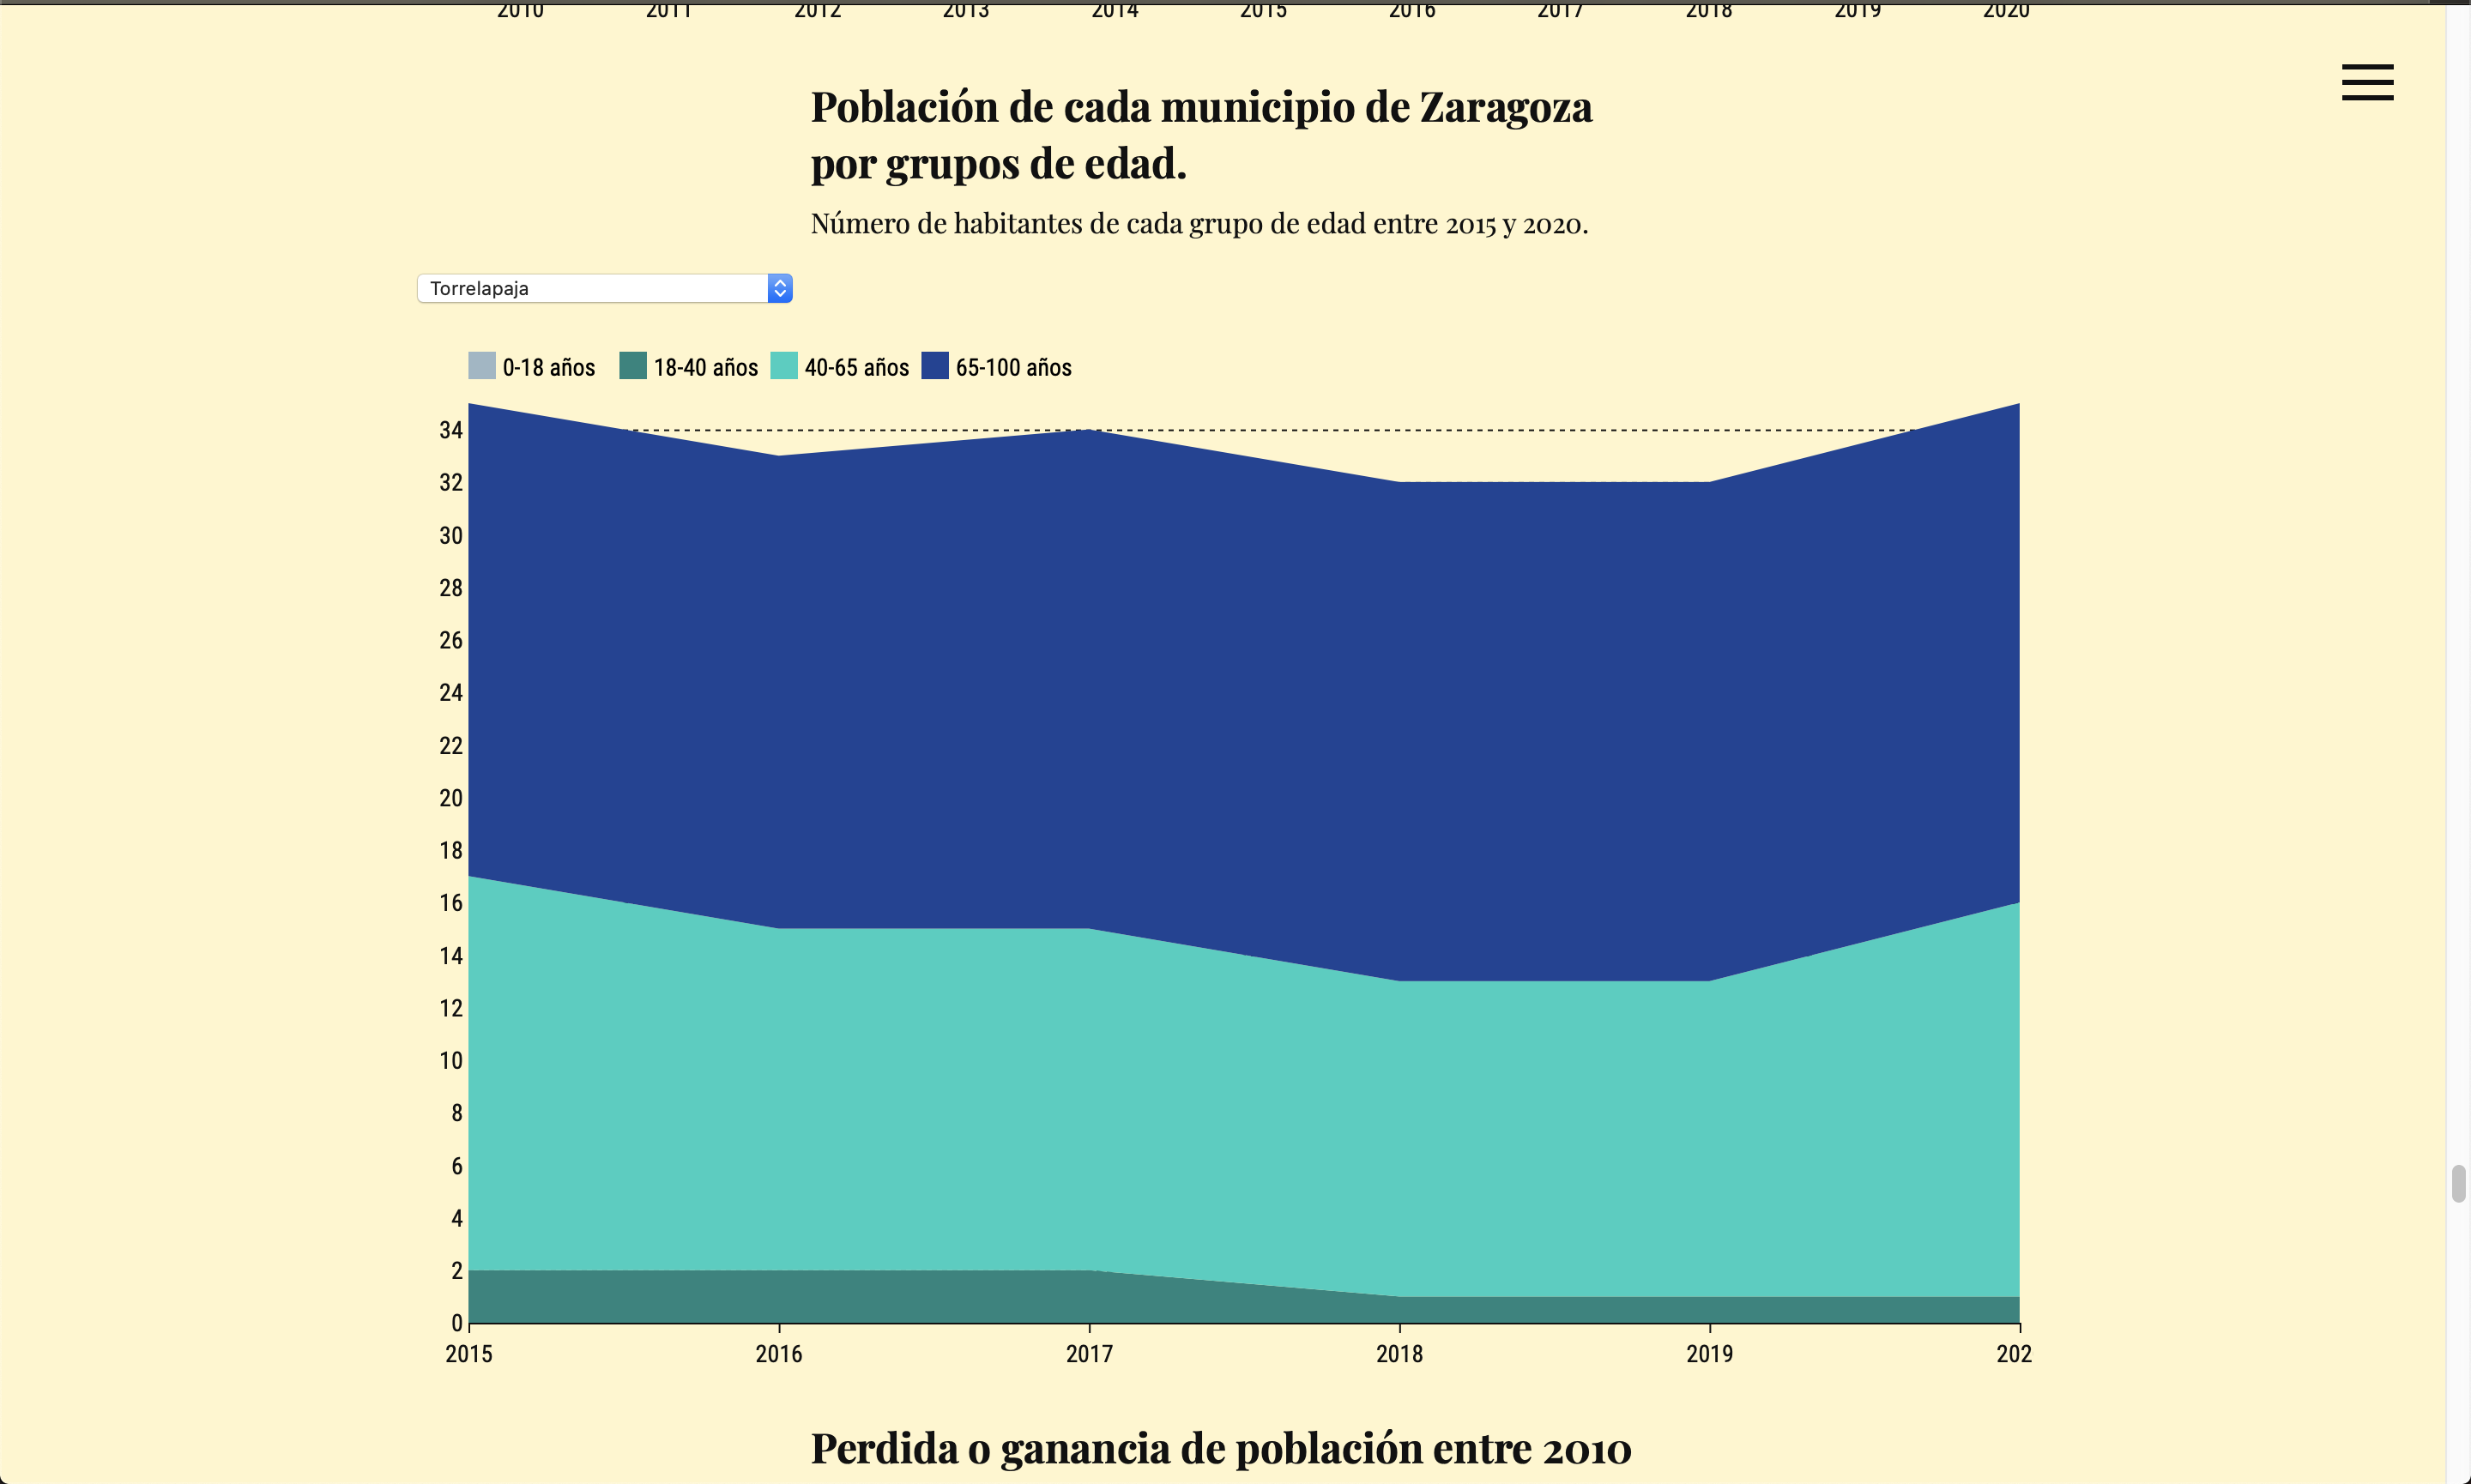 2010 2011 2012 2013 2014 2015 2016 2017 2018 2019 2020
Población de cada municipio de Zaragoza
por grupos de edad.
Número de habitantes de cada grupo de edad entre 2015 y 2020.
Torrelapaja
0-18 años 18-40 años 40-65 años 65-100 años
34
32
30
28
26
24
22
20
18
16
14
12
10
8
6
4
2
0
2015 2016 2017 2018 2019 202
Perdida o ganancia de población entre 2010